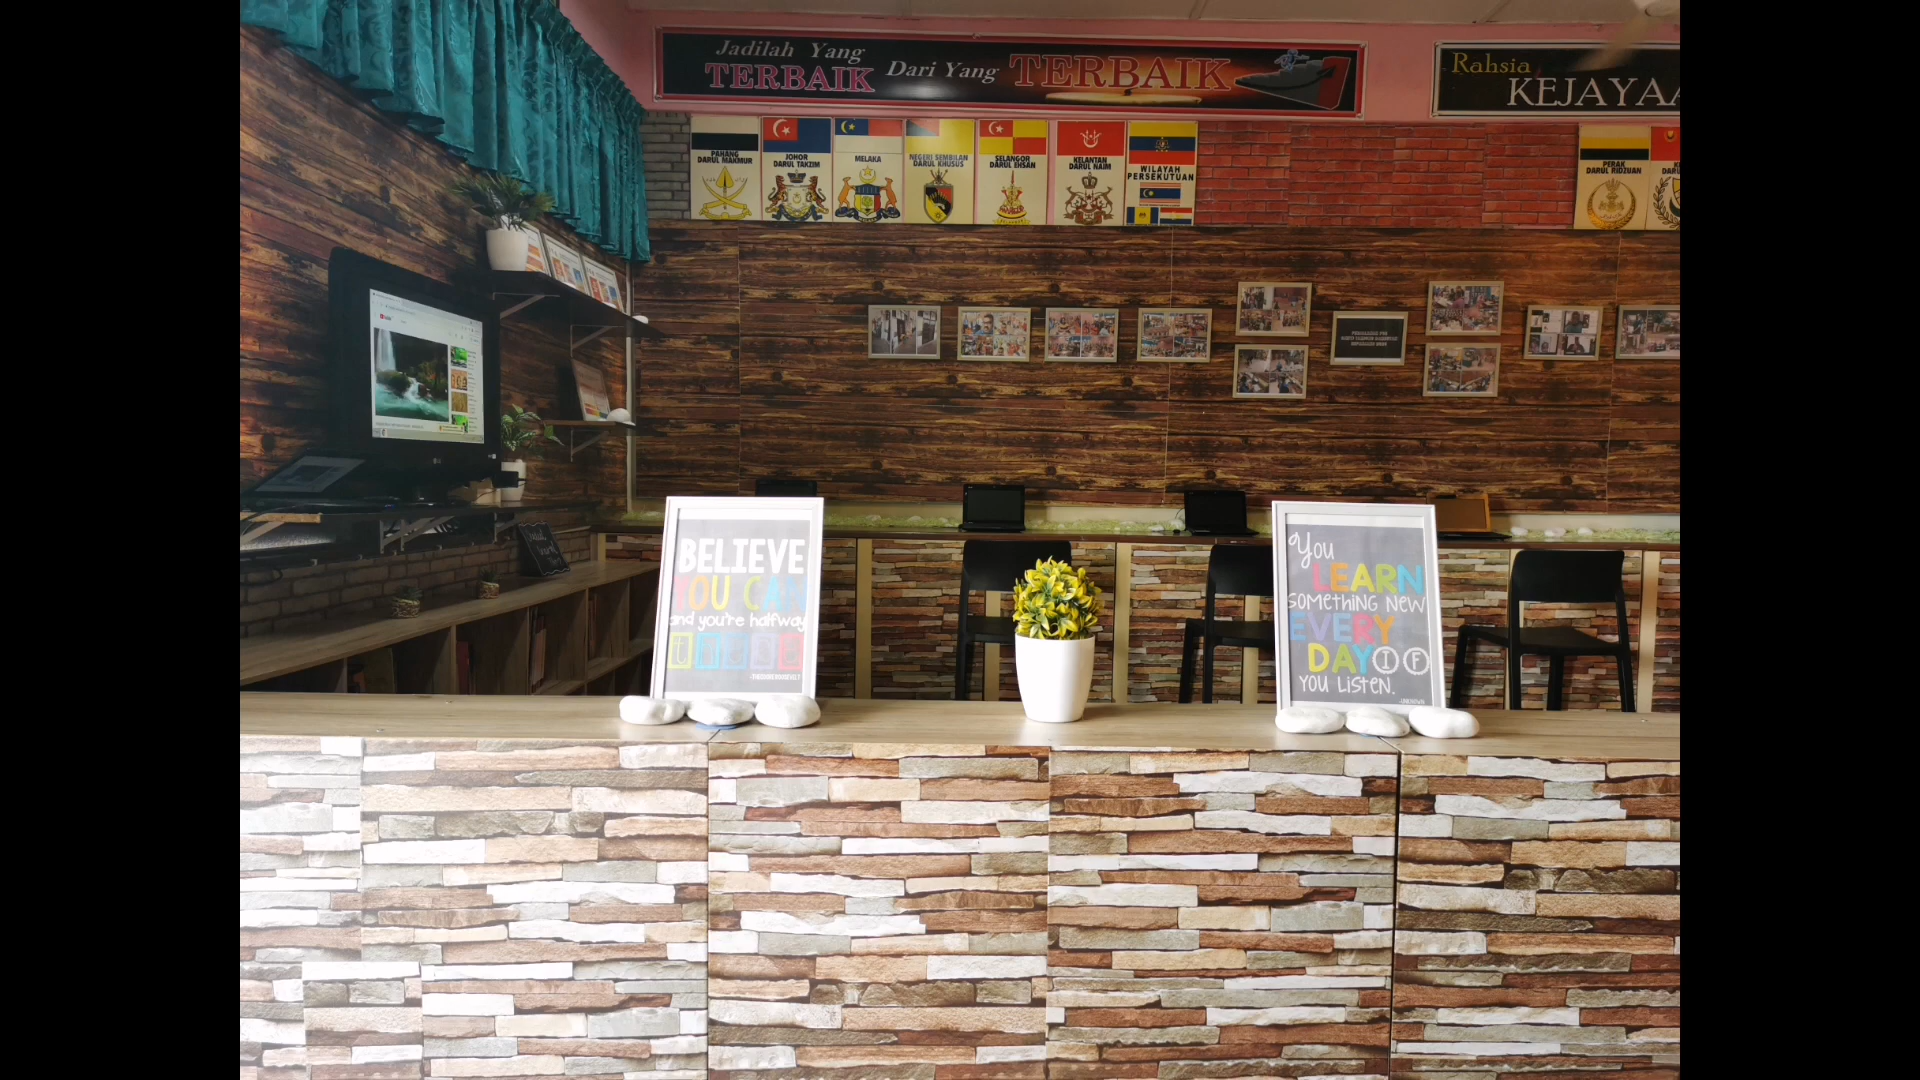 Jadilah Yang
TERBAIK Dari Yang TERBAIK
Rahsia
KEJAYAA
PAHANG
DARUL MAKMUR
JOHOR
DARUL TAKZIM
MELAKA
NEGERI SEMBILAN
DARUL KHUSUS
SELANGOR
DARUL EHSAN
KELANTAN
DARUL NAIM
WILAYAH
PERSEKUTUAN
PERAK
DARUL RIDZUAN
BELIEVE
YOU CAN
and you're halfway
THERE
You
LEARN
something new
EVERY
DAY IF
you listen.
-UNKNOWN